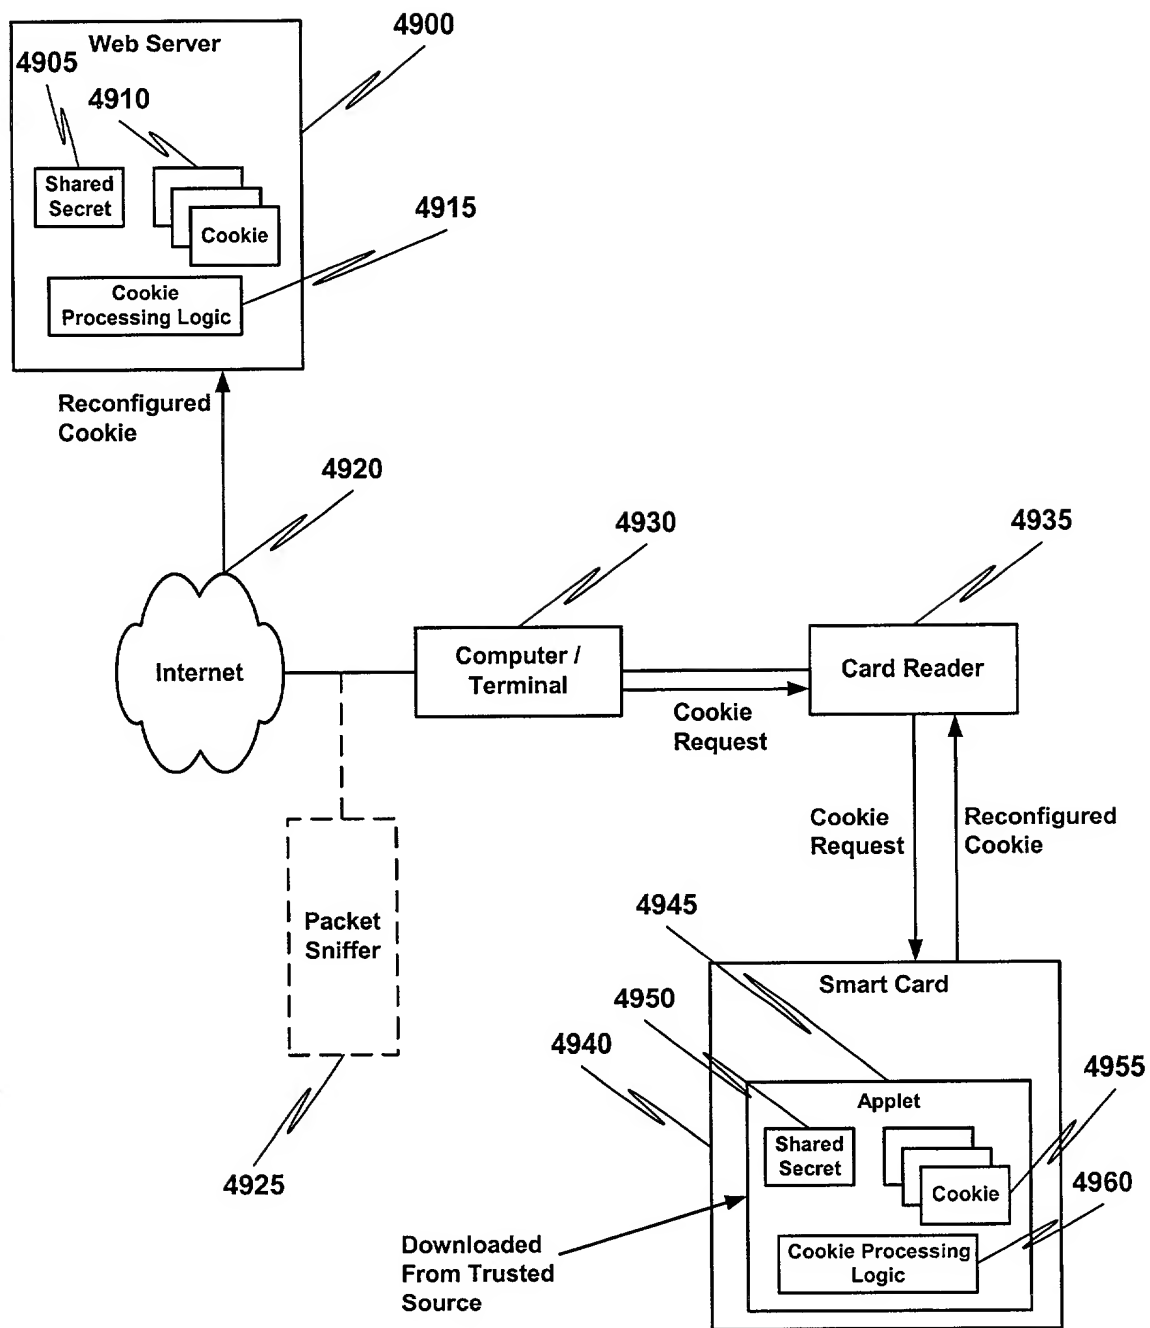 4900
Web Server
4905
4910
Shared
Secret
Cookie
4915
Cookie
Processing Logic
Reconfigured
Cookie
4920
4930
4935
Internet
Computer /
Terminal
Card Reader
Cookie
Request
Cookie
Request
Reconfigured
Cookie
Packet
Sniffer
4925
4945
4950
4940
Smart Card
4955
Applet
Shared
Secret
Cookie
4960
Cookie Processing
Logic
Downloaded
From Trusted
Source